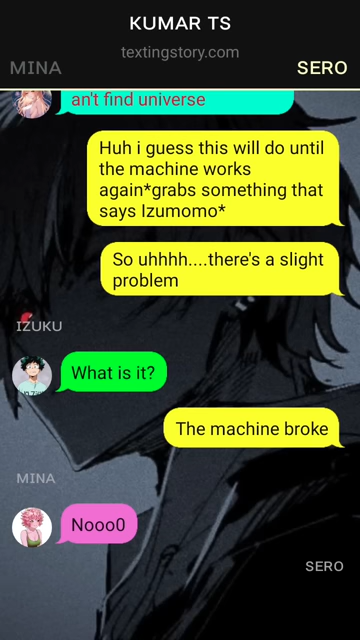 KUMAR TS
textingstory.com
MINA
SERO
an't find universe
Huh i guess this will do until
the machine works
again*grabs something that
says Izumomo*
So uhhhh....there's a slight
problem
IZUKU
What is it?
The machine broke
MINA
Nooo0
SERO